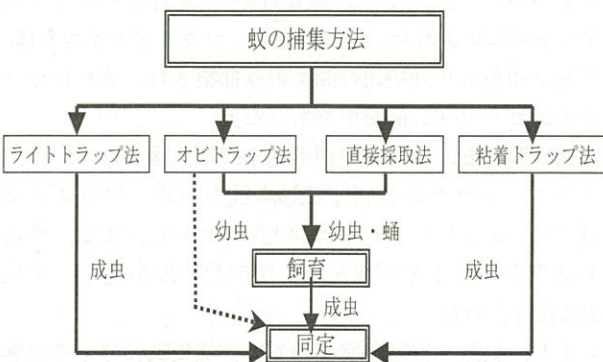 蚊の捕集方法
ライトトラップ法
オビトラップ法
直接採取法
粘着トラップ法
幼虫
幼虫・蛹
成虫
飼育
成虫
成虫
同定